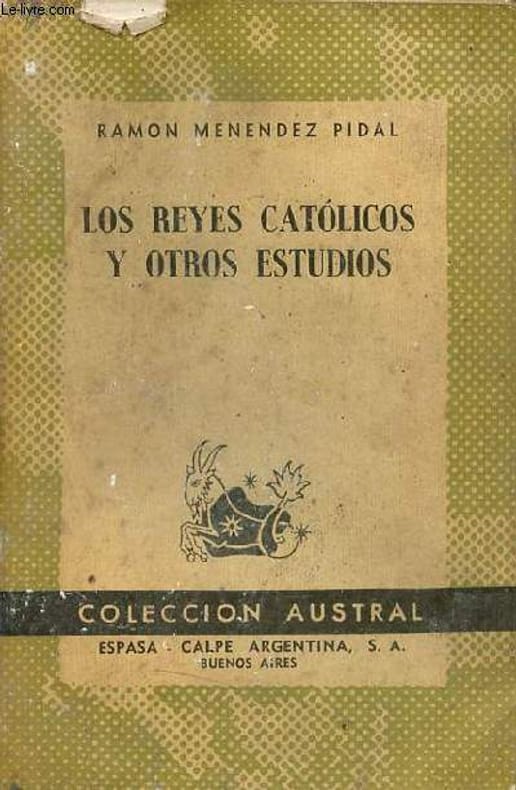 Le-livre.com
RAMON MENENDEZ PIDAL
LOS REYES CATÓLICOS
Y OTROS ESTUDIOS
COLECCION AUSTRAL
ESPASA - CALPE ARGENTINA, S. A.
BUENOS AIRES